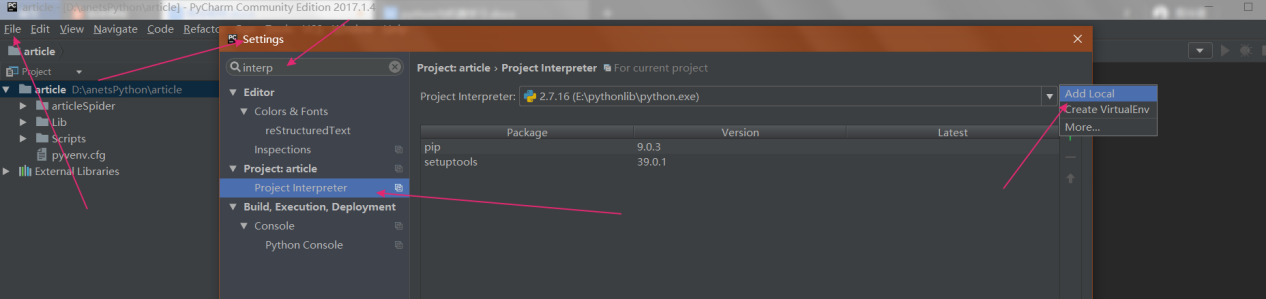 article - [D:\anetsPython\article] - PyCharm Community Edition 2017.1.4
File Edit View Navigate Code Refactor
article
Project
article D:\anetsPython\article
articleSpider
Lib
Scripts
pyvenv.cfg
External Libraries
Settings
interp
Editor
Colors & Fonts
reStructuredText
Inspections
Project: article
Project Interpreter
Build, Execution, Deployment
Console
Python Console
Project: article › Project Interpreter For current project
Project Interpreter: 2.7.16 (E:\pythonlib\python.exe)
Package Version Latest
pip 9.0.3
setuptools 39.0.1
Add Local
Create VirtualEnv
More...